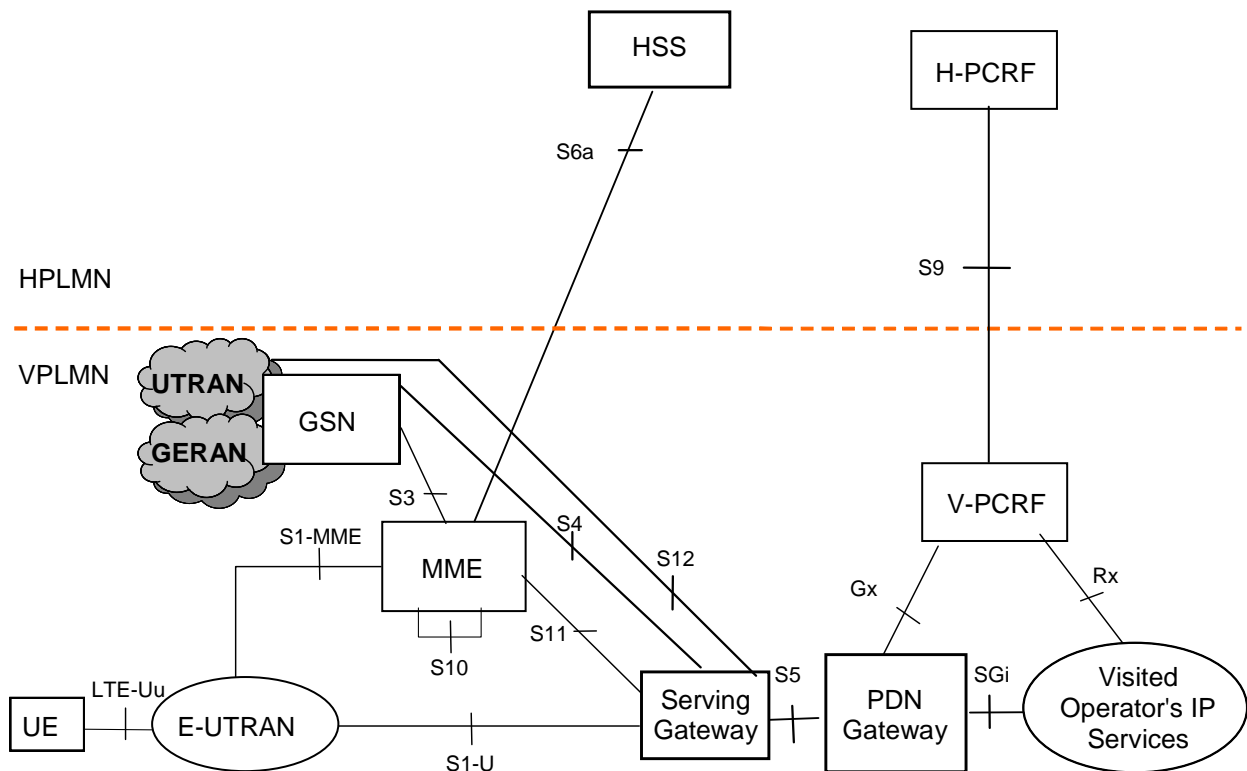 HSS
H-PCRF
S6a
S9
HPLMN
VPLMN
UTRAN
GSN
GERAN
S3
S4
V-PCRF
S1-MME
MME
S12
Gx
Rx
S11
S10
LTE-Uu
S5
SGi
UE
E-UTRAN
Serving
Gateway
PDN
Gateway
Visited
Operator's IP
Services
S1-U